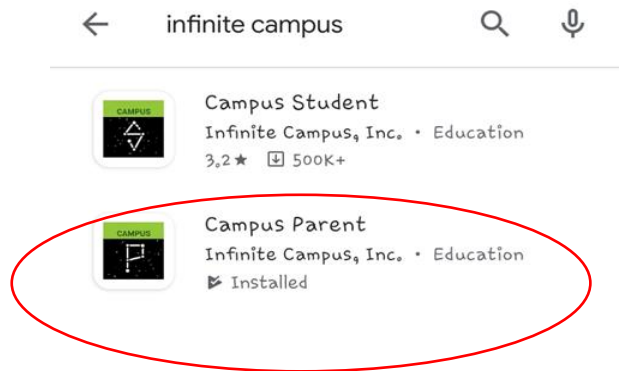 infinite campus
CAMPUS
Campus Student
Infinite Campus, Inc. • Education
3.2★ 500K+
CAMPUS
Campus Parent
Infinite Campus, Inc. • Education
Installed